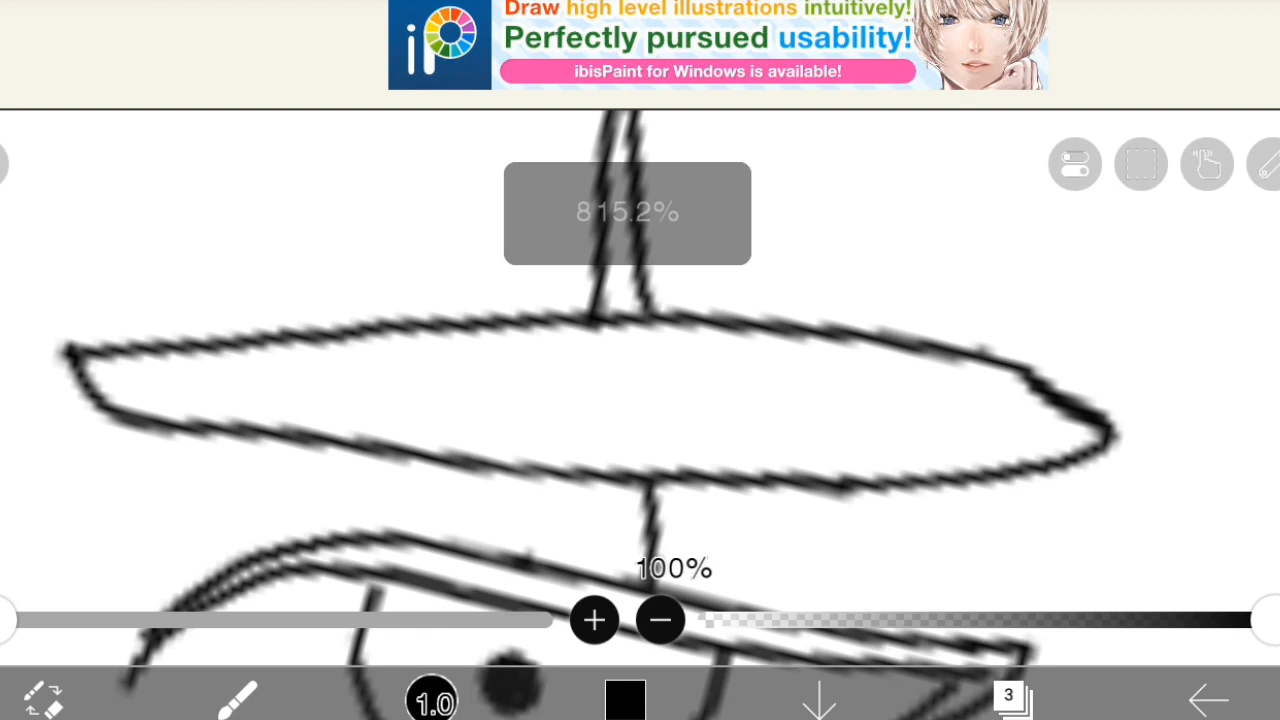 Draw high level illustrations intuitively!
iP
Perfectly pursued usability!
ibisPaint for Windows is available!
815.2%
100%
1.0
3